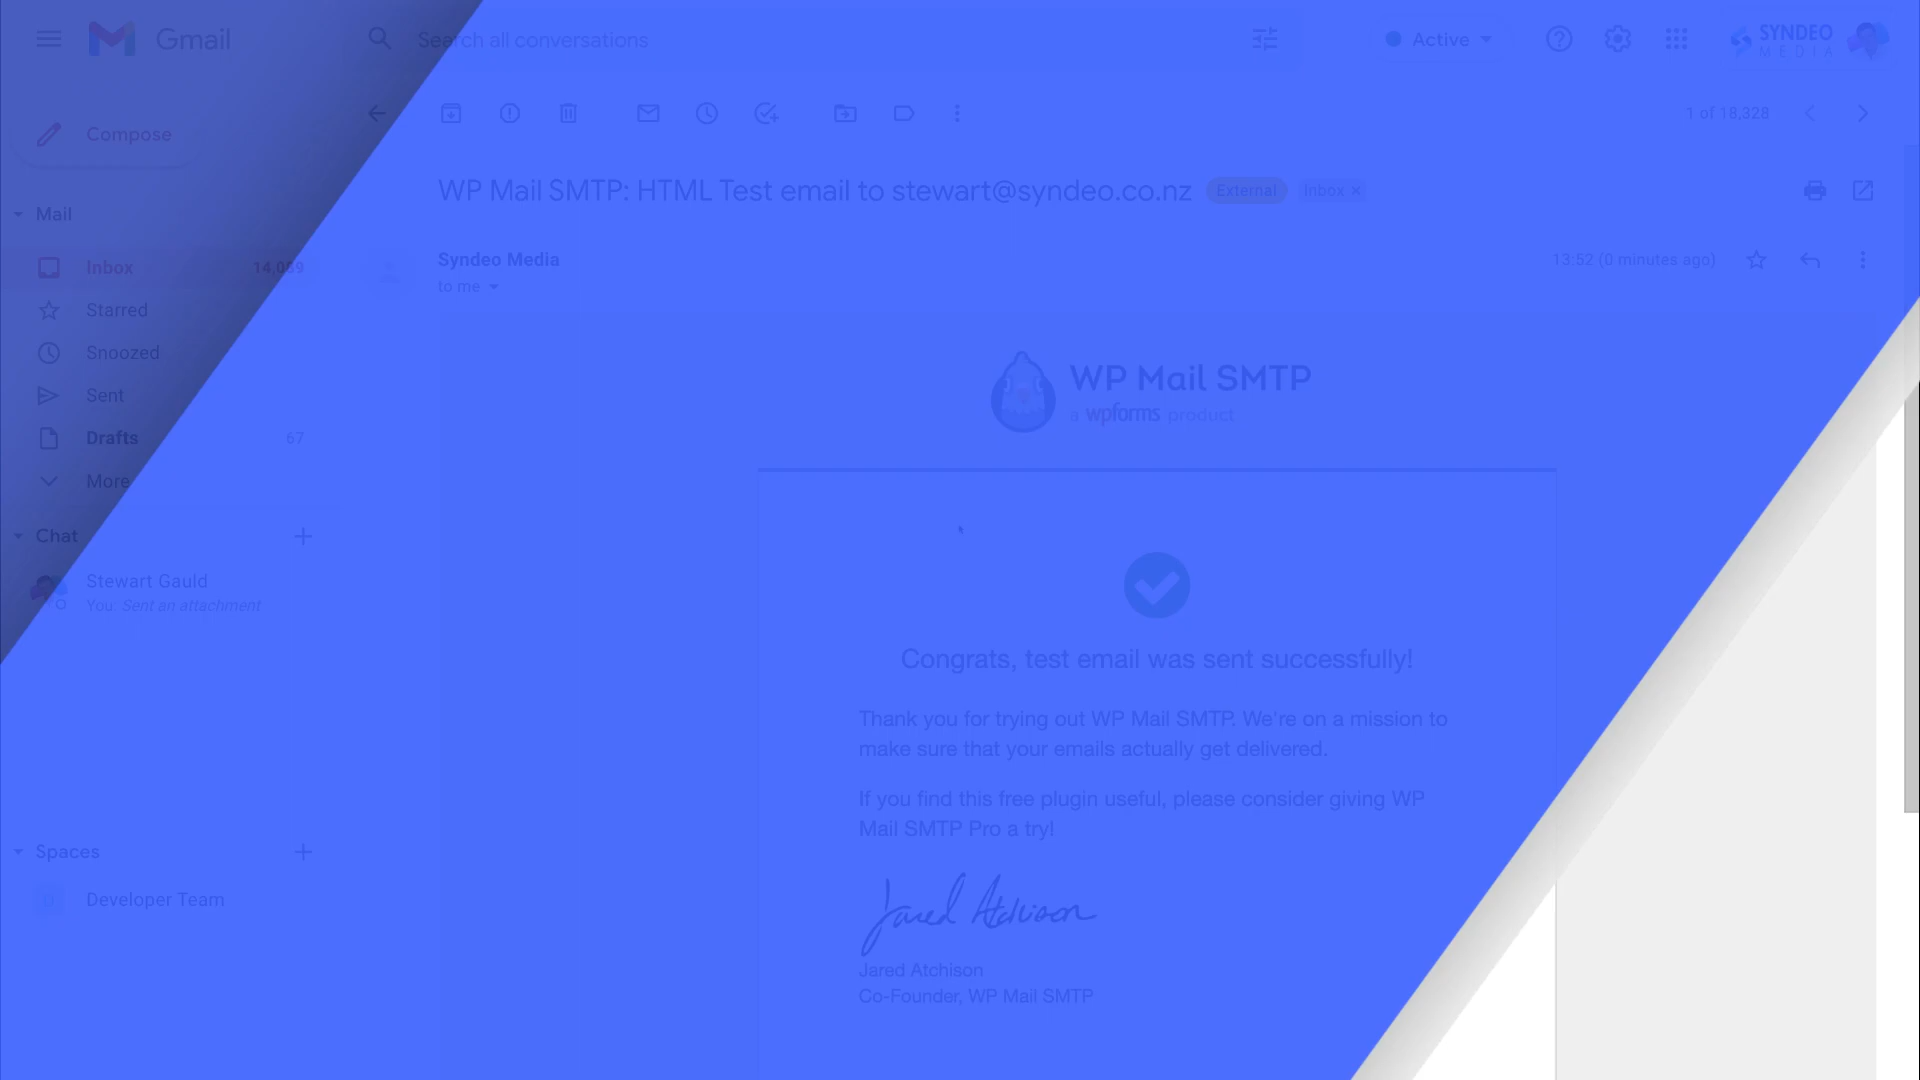 Gmail
Search all conversations
Active
SYNDEO
MEDIA
Compose
1 of 18,328
Mail
WP Mail SMTP: HTML Test email to stewart@syndeo.co.nz External Inbox ×
Inbox 14,089
Syndeo Media
13:52 (0 minutes ago)
to me
Starred
Snoozed
Sent
Drafts 67
More
WP Mail SMTP
a wpforms product
Chat
Stewart Gauld
You: Sent an attachment
Congrats, test email was sent successfully!
Thank you for trying out WP Mail SMTP. We're on a mission to
make sure that your emails actually get delivered.
If you find this free plugin useful, please consider giving WP
Mail SMTP Pro a try!
Spaces
D Developer Team
Jared Atchison
Jared Atchison
Co-Founder, WP Mail SMTP